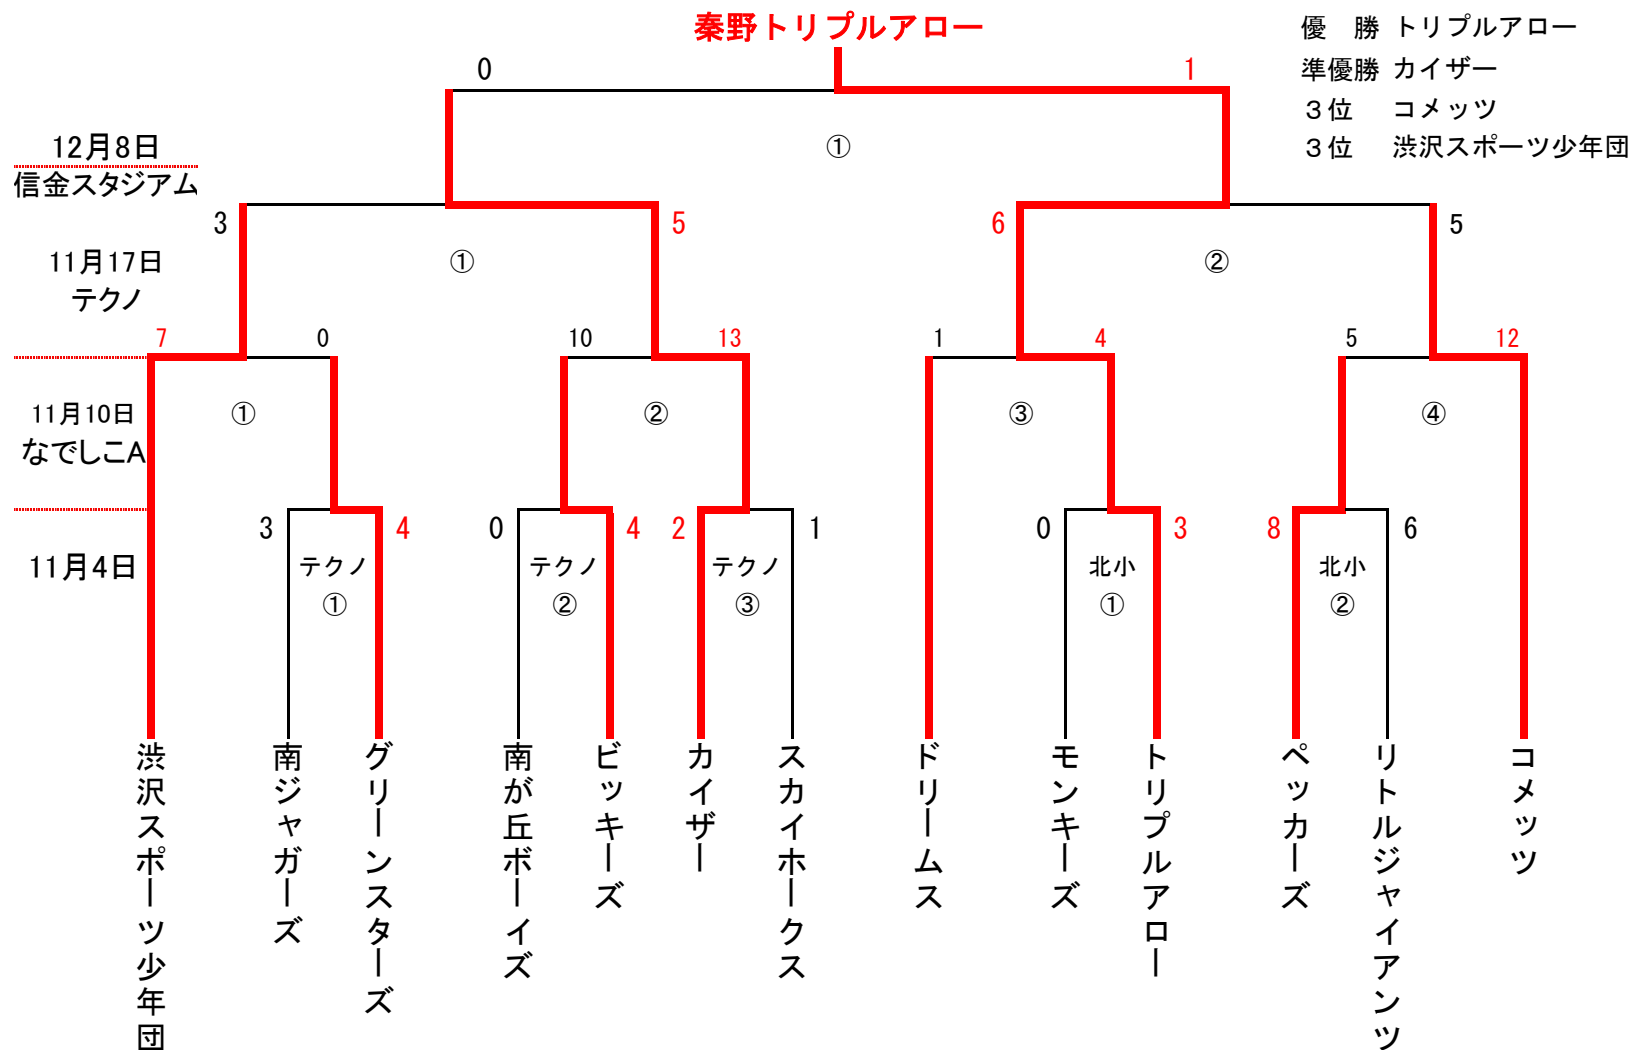 秦野トリプルアロー
優　勝 トリプルアロー
準優勝 カイザー
３位 コメッツ
３位 渋沢スポーツ少年団
0 1
12月8日 ①
信金スタジアム
3 5 6 5
11月17日 ① ②
テクノ
7 0 10 13 1 4 5 12
11月10日 ① ② ③ ④
なでしこA
3 4 0 4 2 1 0 3 8 6
11月4日 テクノ テクノ テクノ 北小 北小
① ② ③ ① ②
渋沢スポーツ少年団
南ジャガーズ
グリーンスターズ
南が丘ボーイズ
ビッキーズ
カイザー
スカイホークス
ドリームス
モンキーズ
トリプルアロー
ペッカーズ
リトルジャイアンツ
コメッツ